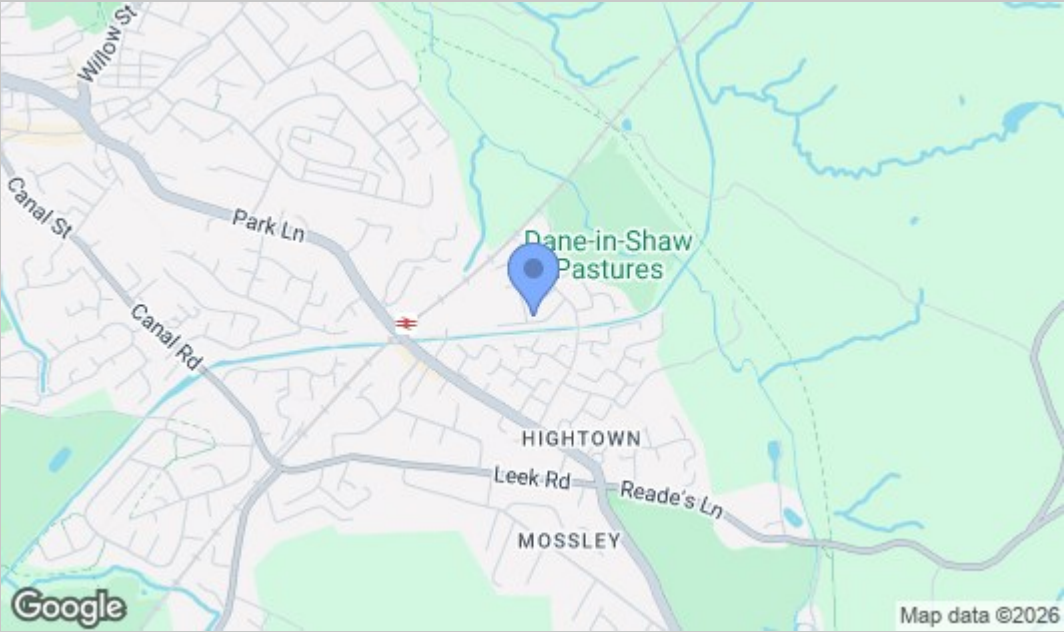 Willow St
Canal St
Park Ln
Dane-in-Shaw
Pastures
Canal Rd
HIGHTOWN
Leek Rd
Reade's Ln
MOSSLEY
Google
Map data ©2026